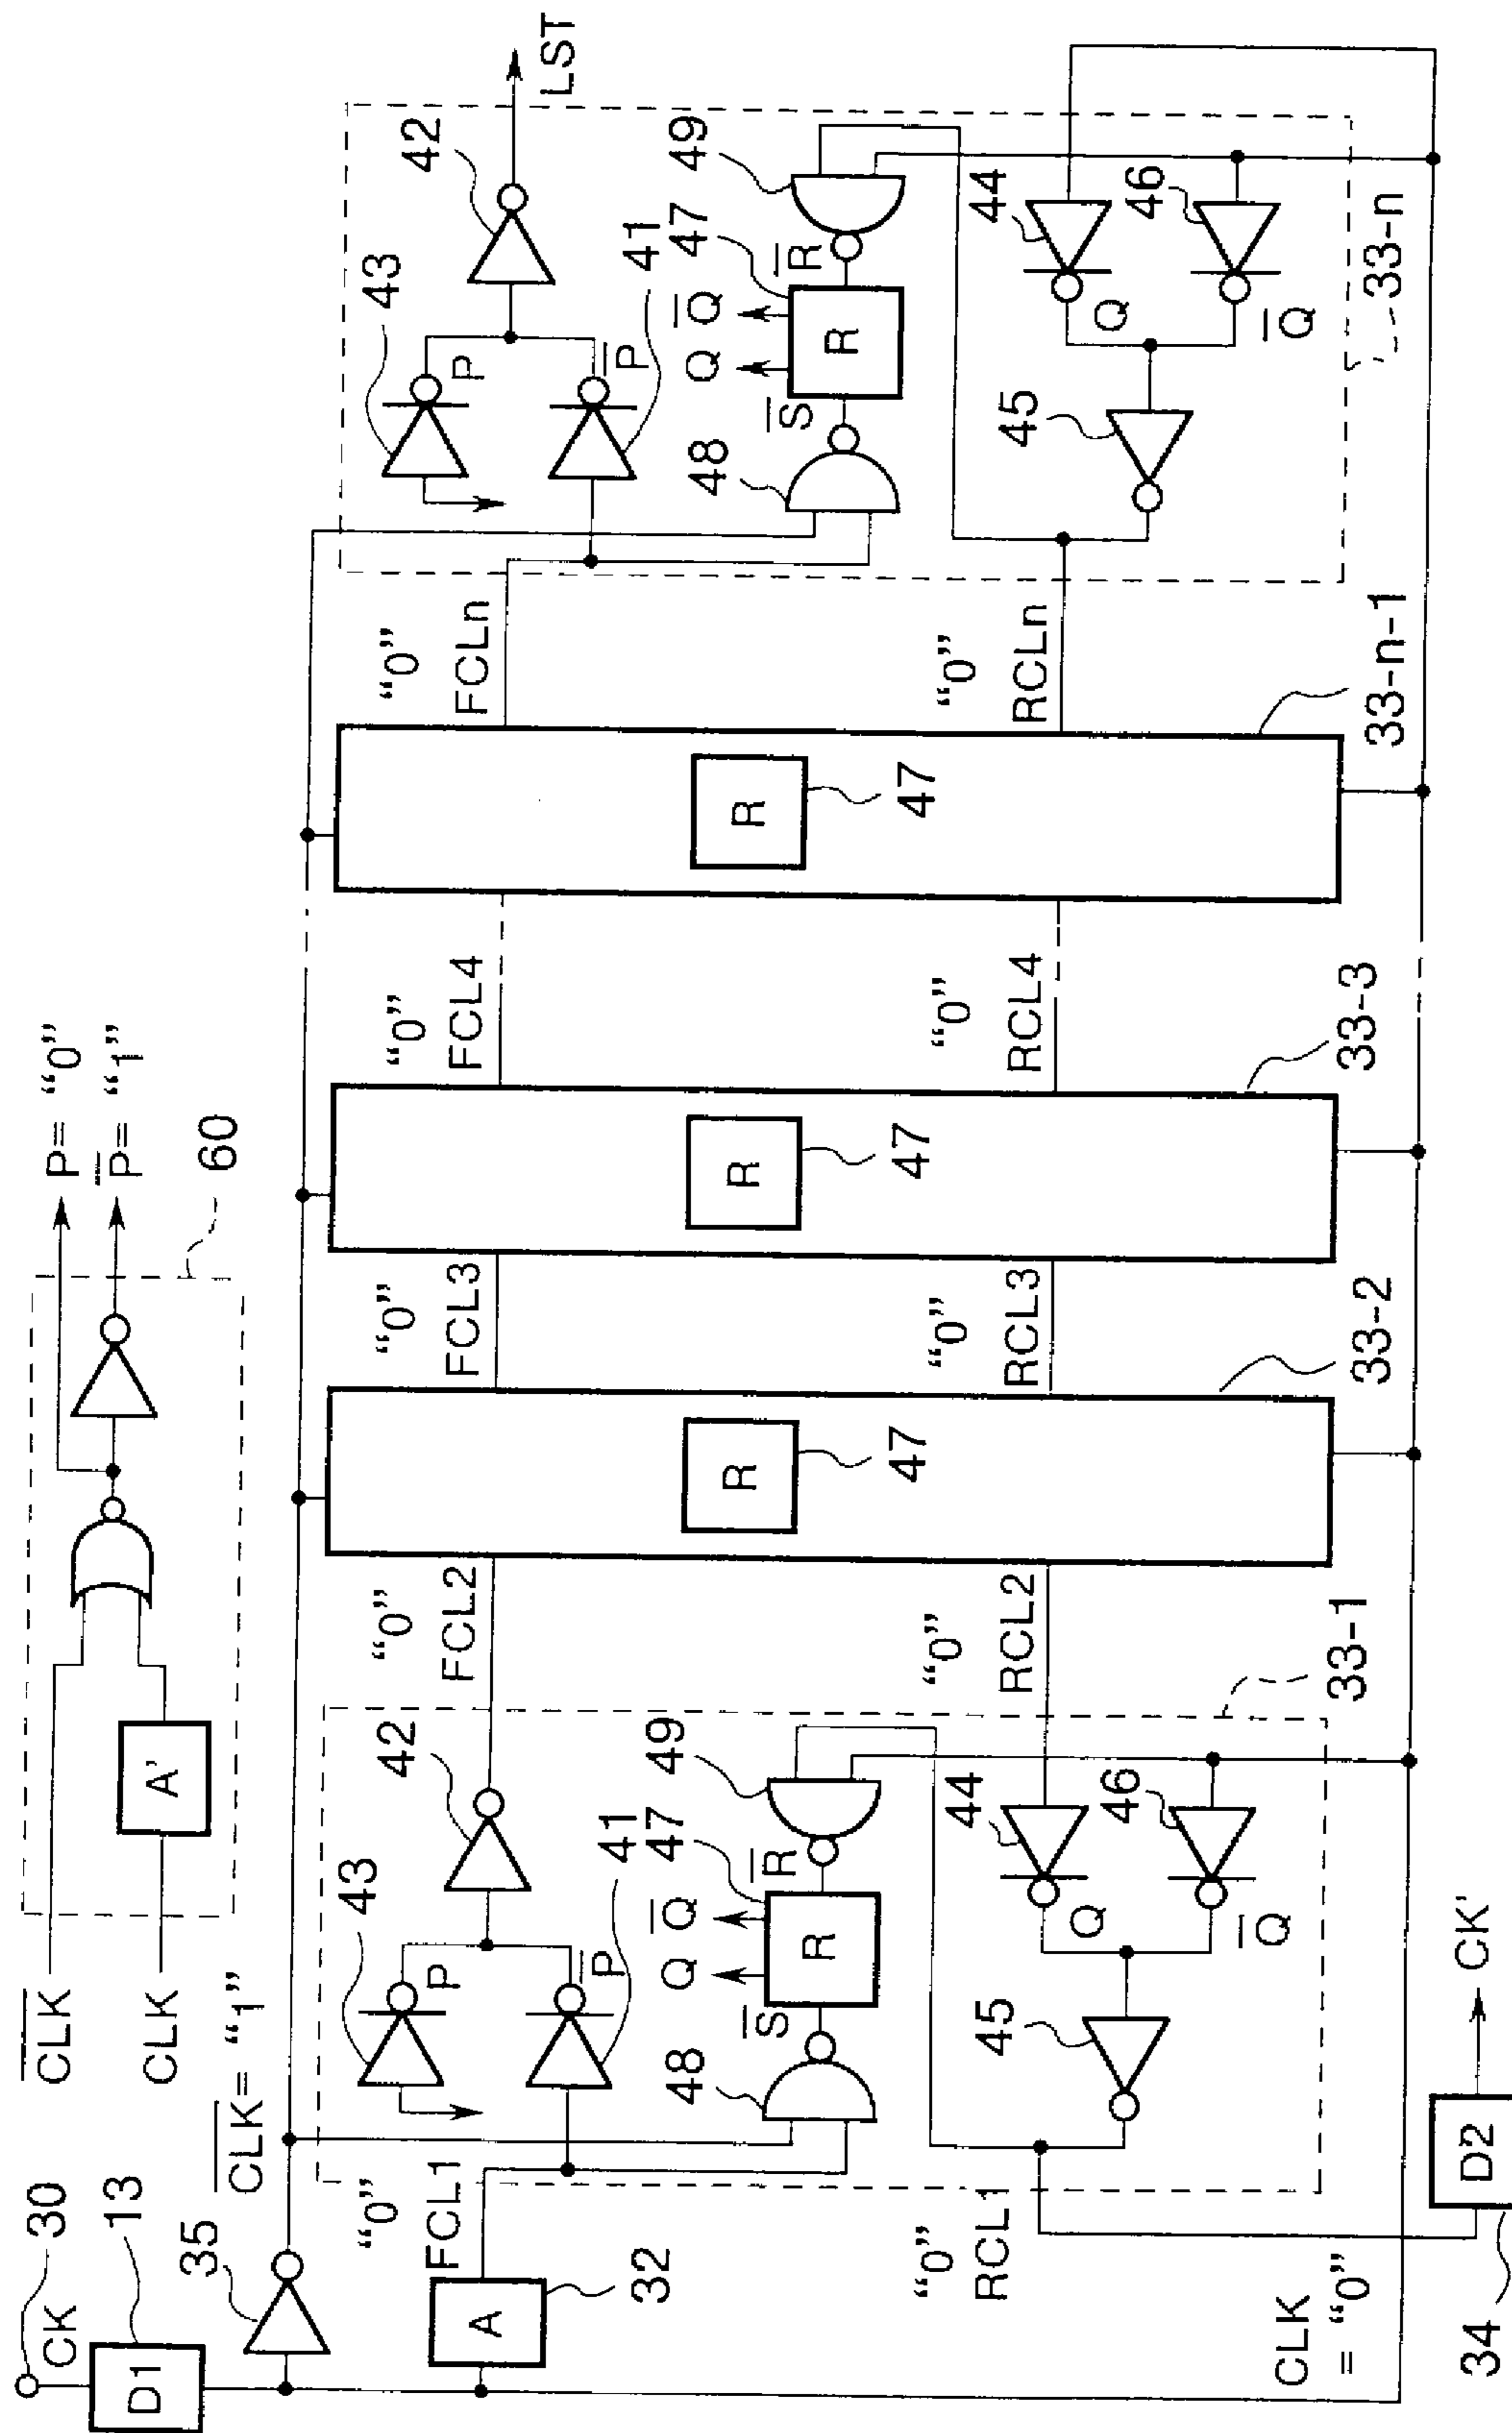 CLK
CLK
A'
60
P= "0"
P= "1"
30
CK
13
D1
35
CLK= "1"
"0"
FCL1
A
32
43
P
42
P
41
Q
Q
47
S
R
R
48
49
44
Q
46
Q
45
"0"
RCL1
33-1
CLK
= "0"
34
D2
CK'
"0"
FCL2
"0"
RCL2
R
47
33-2
"0"
FCL3
"0"
RCL3
R
47
33-3
"0"
FCL4
"0"
RCL4
R
47
33-n-1
"0"
FCLn
"0"
RCLn
43
P
42
LST
P
41
Q
Q
47
S
R
R
48
49
44
Q
46
Q
45
33-n